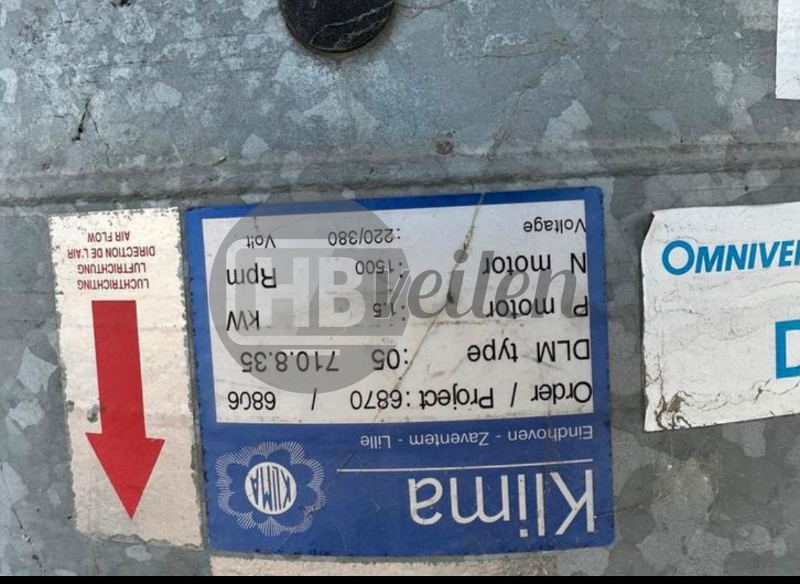 Klima
Eindhoven - Zaventem - Lille
KLIMA
Order / Project : 6870 / 6806
DLM type : 05 710.8.35
P motor : 1.5 kW
N motor : 1500 Rpm
Voltage : 220/380 Volt
LUCHTRICHTING
LUFTRICHTUNG
DIRECTION DE L'AIR
AIR FLOW
HBveilen